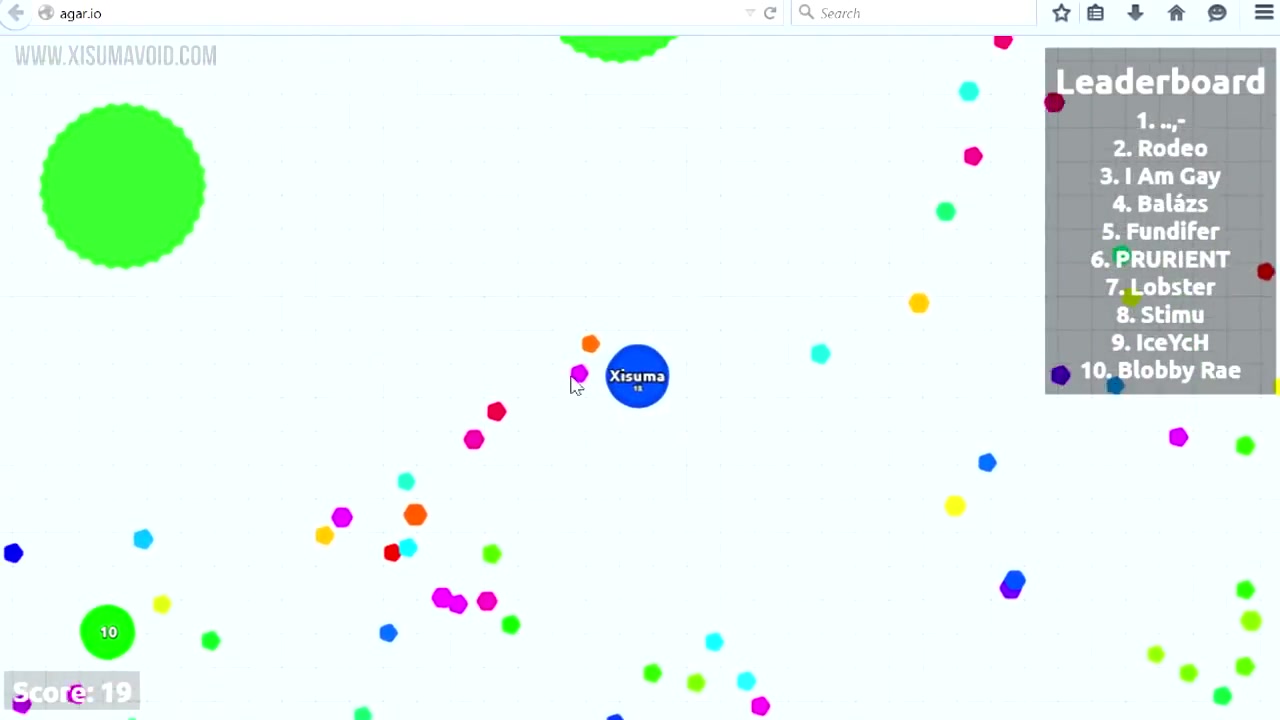 agar.io
Search
WWW.XISUMAVOID.COM
Leaderboard
1. ..,-
2. Rodeo
3. I Am Gay
4. Balázs
5. Fundifer
6. PRURIENT
7. Lobster
8. Stimu
9. IceYcH
10. Blobby Rae
Xisuma
10
Score: 19